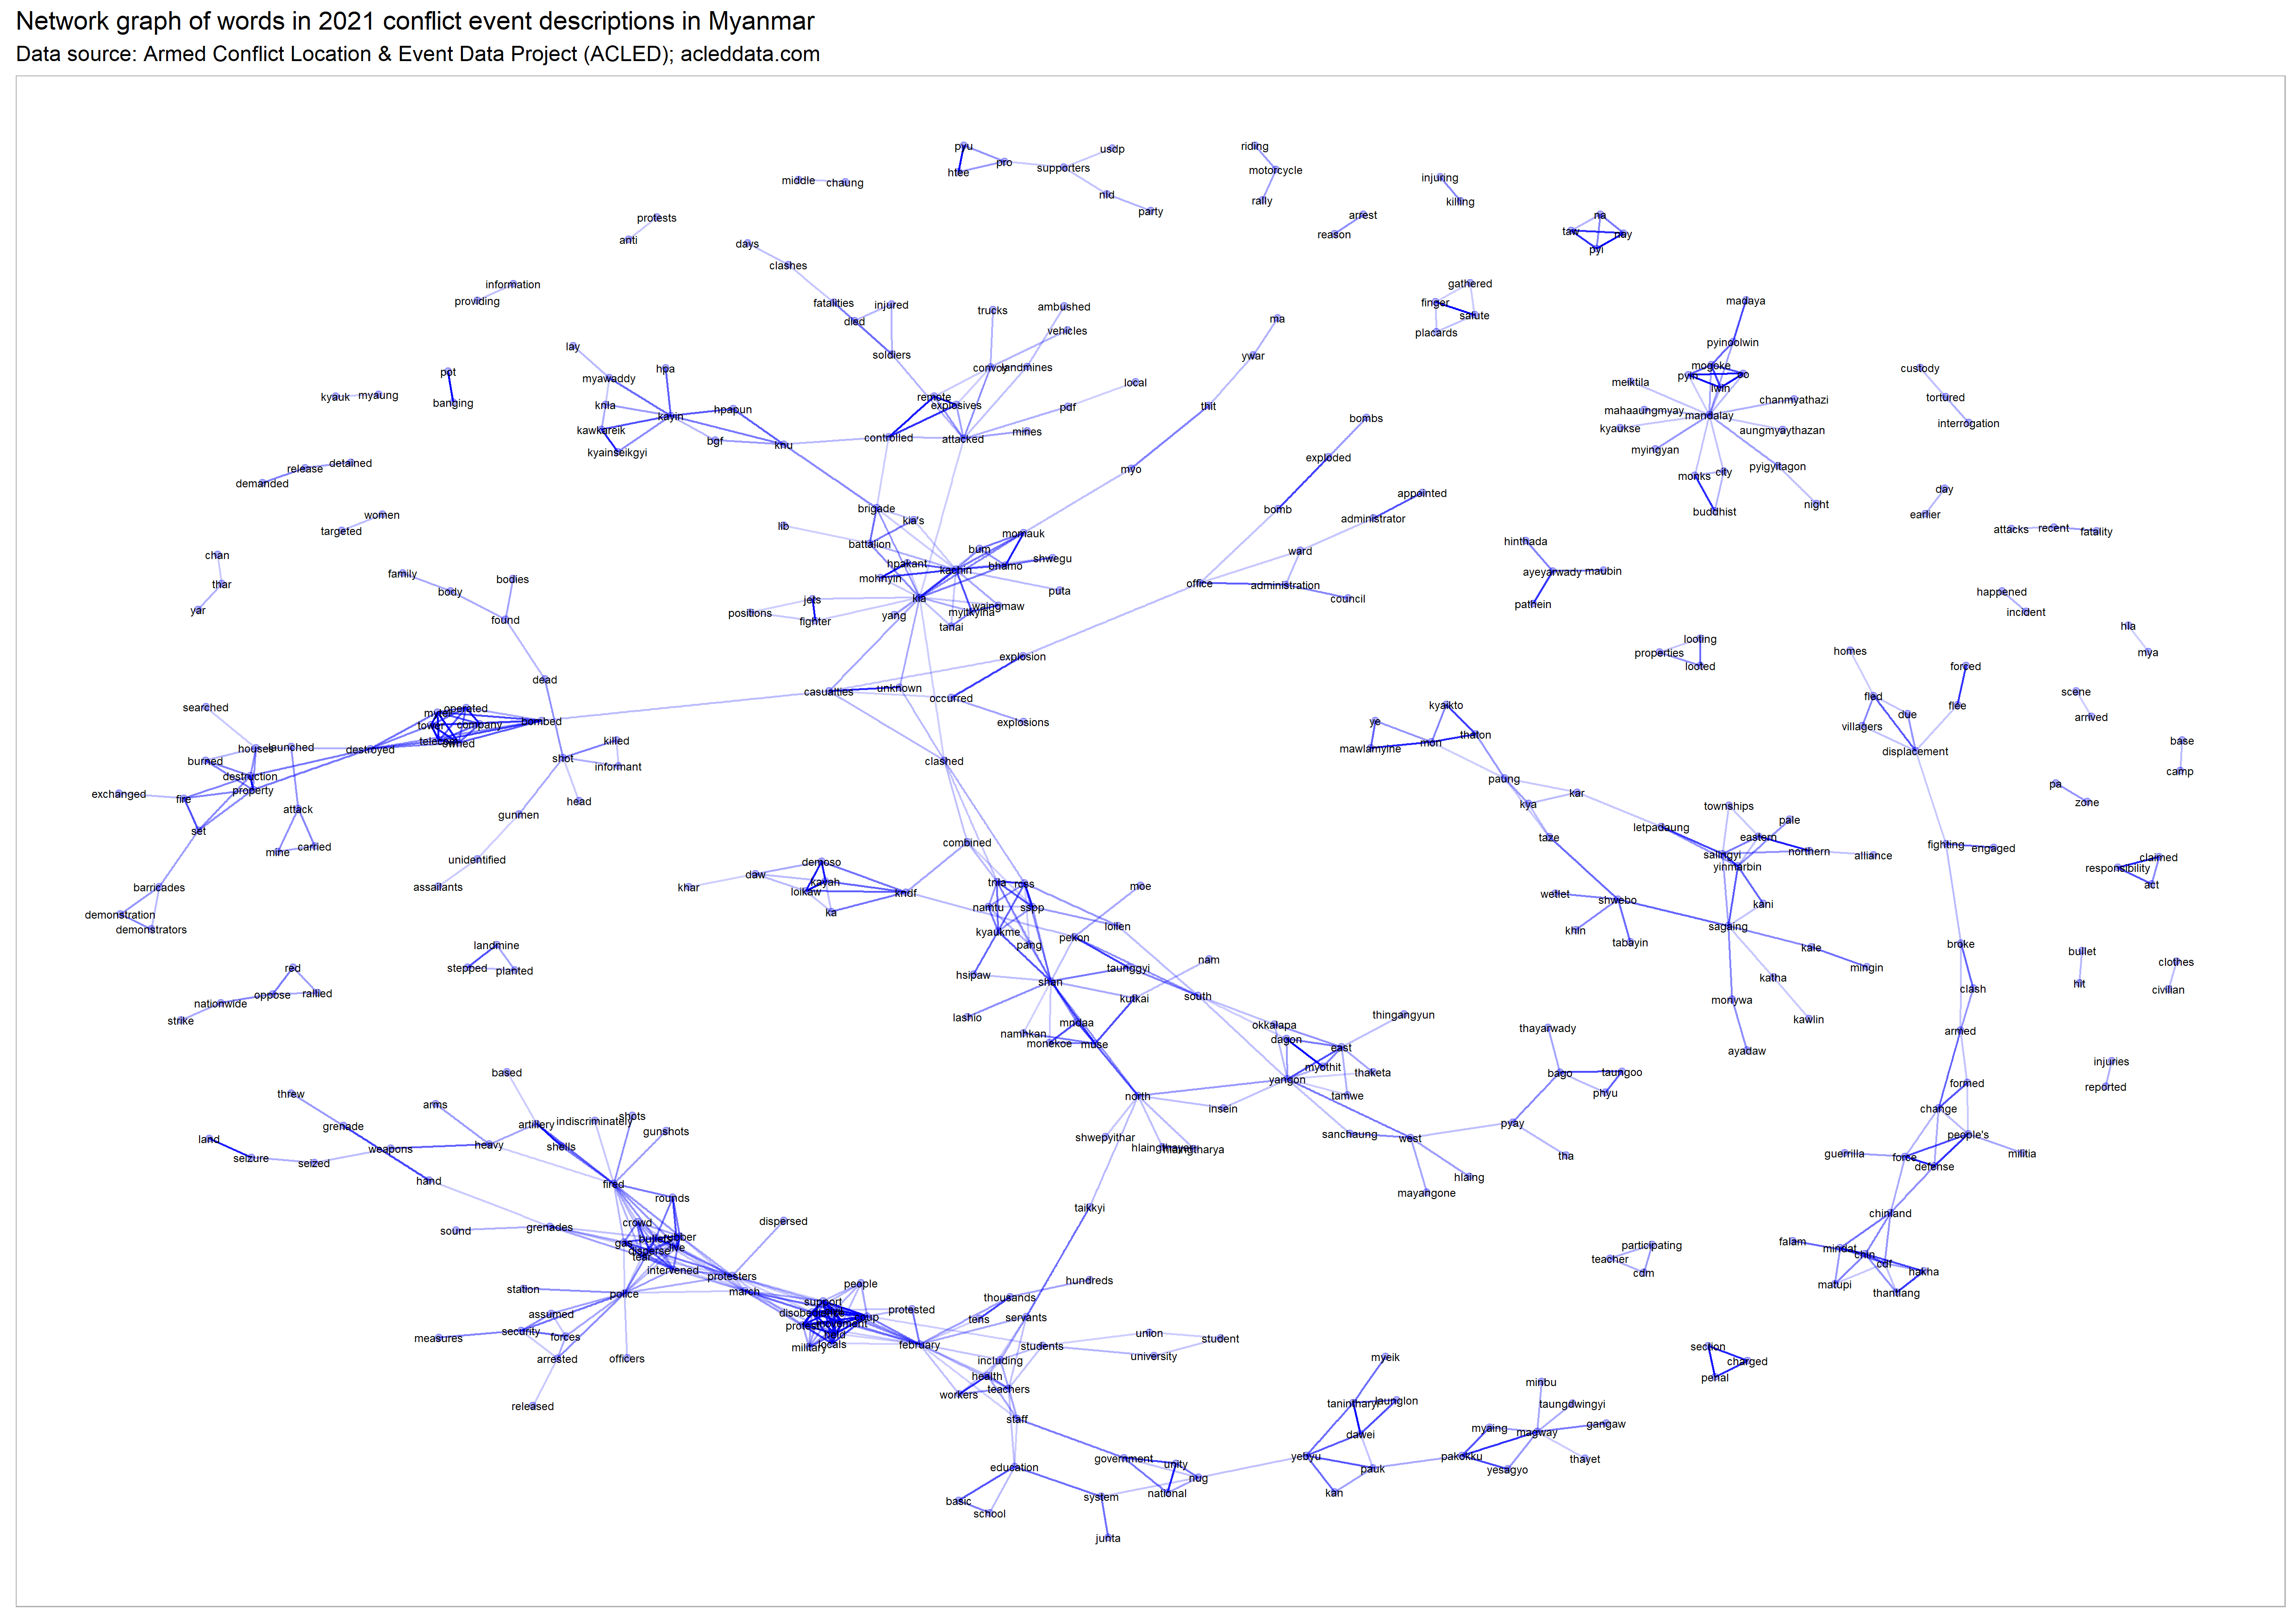 Network graph of words in 2021 conflict event descriptions in Myanmar
Data source: Armed Conflict Location & Event Data Project (ACLED); acleddata.com
pyu
pro
htee
supporters
usdp
nld
party
riding
motorcycle
rally
middle
chaung
injuring
killing
protests
anti
arrest
reason
na
taw
nay
pyi
days
clashes
information
providing
fatalities
injured
died
soldiers
trucks
ambushed
vehicles
convoy
landmines
gathered
finger
salute
placards
ma
ywar
thit
myo
madaya
pyinoolwin
mogoke
pyin
oo
lwin
meiktila
mahaaungmyay
mandalay
chanmyathazi
kyaukse
aungmyaythazan
myingyan
monks
city
pyigyitagon
buddhist
night
custody
tortured
interrogation
lay
myawaddy
hpa
knla
kayin
hpapun
kawkareik
bgf
knu
kyainseikgyi
ppt
banging
kyauk
myaung
remote
explosives
local
pdf
controlled
attacked
mines
bombs
exploded
bomb
appointed
administrator
ward
office
administration
council
demanded
release
detained
women
targeted
chan
thar
yar
family
body
bodies
found
dead
lib
brigade
kia's
battalion
bum
momauk
hpakant
kachin
bhamo
shwegu
mohnyin
puta
kia
jets
positions
fighter
yang
myitkyina
waingmaw
tanai
day
earlier
attacks
recent
fatality
hinthada
ayeyarwady
maubin
pathein
happened
incident
looting
properties
looted
hla
mya
homes
forced
fled
due
flee
villagers
displacement
scene
arrived
base
camp
pa
zone
explosion
casualties
unknown
occurred
explosions
clashed
searched
operated
tower
company
owned
bombed
destroyed
houses
launched
burned
destruction
property
exchanged
fire
set
attack
mine
carried
barricades
demonstration
demonstrators
killed
shot
informant
head
gunmen
unidentified
assailants
ye
kyaikto
mawlamyine
mon
thaton
paung
kya
kar
taze
letpadaung
townships
pale
eastern
salingyi
yinmarbin
northern
alliance
kani
wetlet
shwebo
khin
tabayin
sagaing
kale
mingin
katha
monywa
kawlin
ayadaw
fighting
engaged
claimed
responsibility
act
broke
clash
armed
bullet
hit
clothes
civilian
injuries
reported
combined
demoso
daw
kayah
loikaw
khar
ka
kndf
tnla
rcss
namtu
sspp
kyaukme
pang
moe
loilen
pekon
hsipaw
shan
taunggyi
nam
lashio
kutkai
south
mndaa
namhkan
monekoe
muse
landmine
stepped
planted
red
oppose
rallied
nationwide
strike
okkalapa
thingangyun
dagon
east
myothit
yangon
thaketa
tamwe
north
insein
shwepyithar
hlaingtharya
sanchaung
west
hlaing
mayangone
thayarwady
bago
taungoo
phyu
pyay
tha
formed
change
people's
guerrilla
force
defense
militia
chinland
falam
mindat
chin
cdf
hakha
matupi
thantlang
based
threw
arms
grenade
land
artillery
indiscriminately
shots
gunshots
shells
heavy
weapons
seizure
seized
hand
fired
rounds
crowd
dispersed
sound
grenades
gas
rubber
live
disperse
tear
intervened
protesters
march
station
police
assumed
security
forces
measures
arrested
officers
released
taikkyi
people
support
hundreds
thousands
protested
tens
servants
military
locals
february
students
union
student
university
including
health
workers
teachers
staff
education
basic
school
system
junta
government
unity
nug
national
participating
teacher
cdm
section
charged
penal
myeik
tanintharyi
launglon
dawei
yebyu
pauk
kan
minbu
taungdwingyi
myaing
magway
gangaw
pakokku
yesagyo
thayet